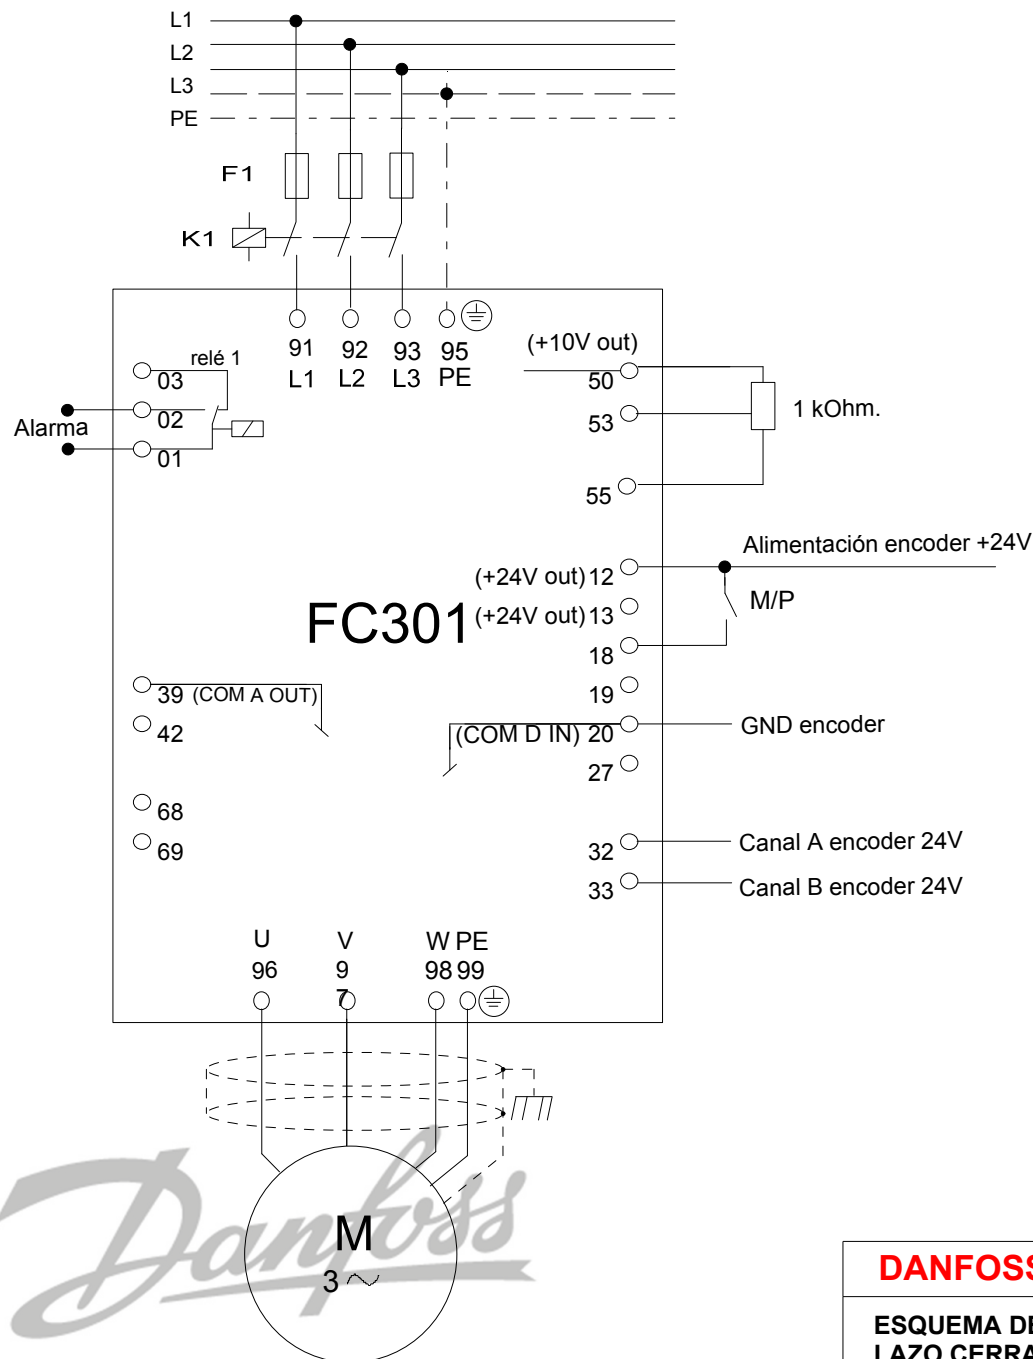 L1
L2
L3
PE
F1
K1
91 92 93 95
L1 L2 L3 PE
relé 1
03
02
01
Alarma
(+10V out)
50
53
55
1 kOhm.
Alimentación encoder +24V
(+24V out) 12
M/P
(+24V out) 13
FC301
18
19
39 (COM A OUT)
42
(COM D IN) 20
GND encoder
27
68
69
32
Canal A encoder 24V
33
Canal B encoder 24V
U V W PE
96 97 98 99
Danfoss
M
3
DANFOSS
ESQUEMA DE
LAZO CERRA